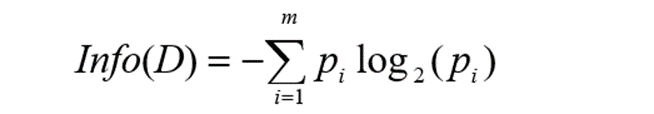 Info(D) = −∑_{i=1}^{m} p_i log_2(p_i)